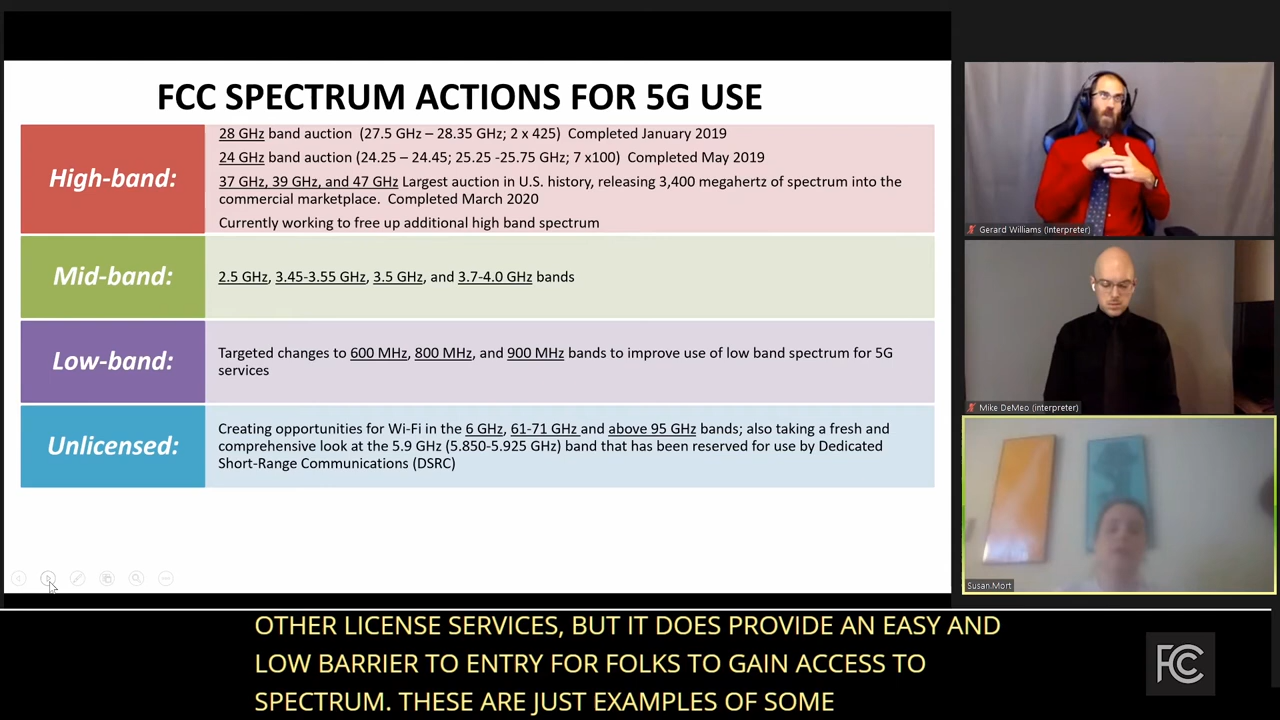 FCC SPECTRUM ACTIONS FOR 5G USE
High-band:
28 GHz band auction (27.5 GHz – 28.35 GHz; 2 x 425) Completed January 2019
24 GHz band auction (24.25 – 24.45; 25.25 -25.75 GHz; 7 x100) Completed May 2019
37 GHz, 39 GHz, and 47 GHz Largest auction in U.S. history, releasing 3,400 megahertz of spectrum into the
commercial marketplace. Completed March 2020
Currently working to free up additional high band spectrum
Mid-band:
2.5 GHz, 3.45-3.55 GHz, 3.5 GHz, and 3.7-4.0 GHz bands
Low-band:
Targeted changes to 600 MHz, 800 MHz, and 900 MHz bands to improve use of low band spectrum for 5G
services
Unlicensed:
Creating opportunities for Wi-Fi in the 6 GHz, 61-71 GHz and above 95 GHz bands; also taking a fresh and
comprehensive look at the 5.9 GHz (5.850-5.925 GHz) band that has been reserved for use by Dedicated
Short-Range Communications (DSRC)
Gerard Williams (Interpreter)
Mike DeMeo (interpreter)
Susan.Mort
OTHER LICENSE SERVICES, BUT IT DOES PROVIDE AN EASY AND
LOW BARRIER TO ENTRY FOR FOLKS TO GAIN ACCESS TO
SPECTRUM. THESE ARE JUST EXAMPLES OF SOME
FCC